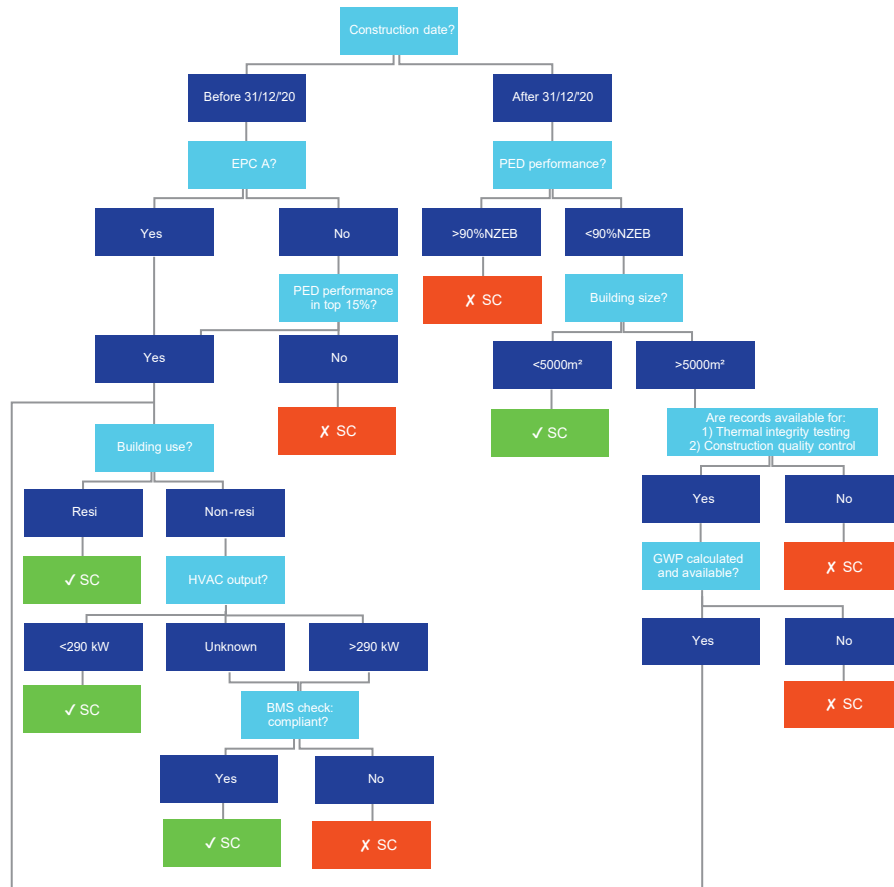 Construction date?
Before 31/12/'20
After 31/12/'20
EPC A?
PED performance?
Yes
No
>90%NZEB
<90%NZEB
PED performance
in top 15%?
✗ SC
Building size?
Yes
No
<5000m²
>5000m²
✗ SC
✓ SC
Are records available for:
1) Thermal integrity testing
2) Construction quality control
Building use?
Resi
Non-resi
Yes
No
✓ SC
HVAC output?
GWP calculated
and available?
✗ SC
<290 kW
Unknown
>290 kW
Yes
No
✓ SC
BMS check:
compliant?
✗ SC
Yes
No
✓ SC
✗ SC